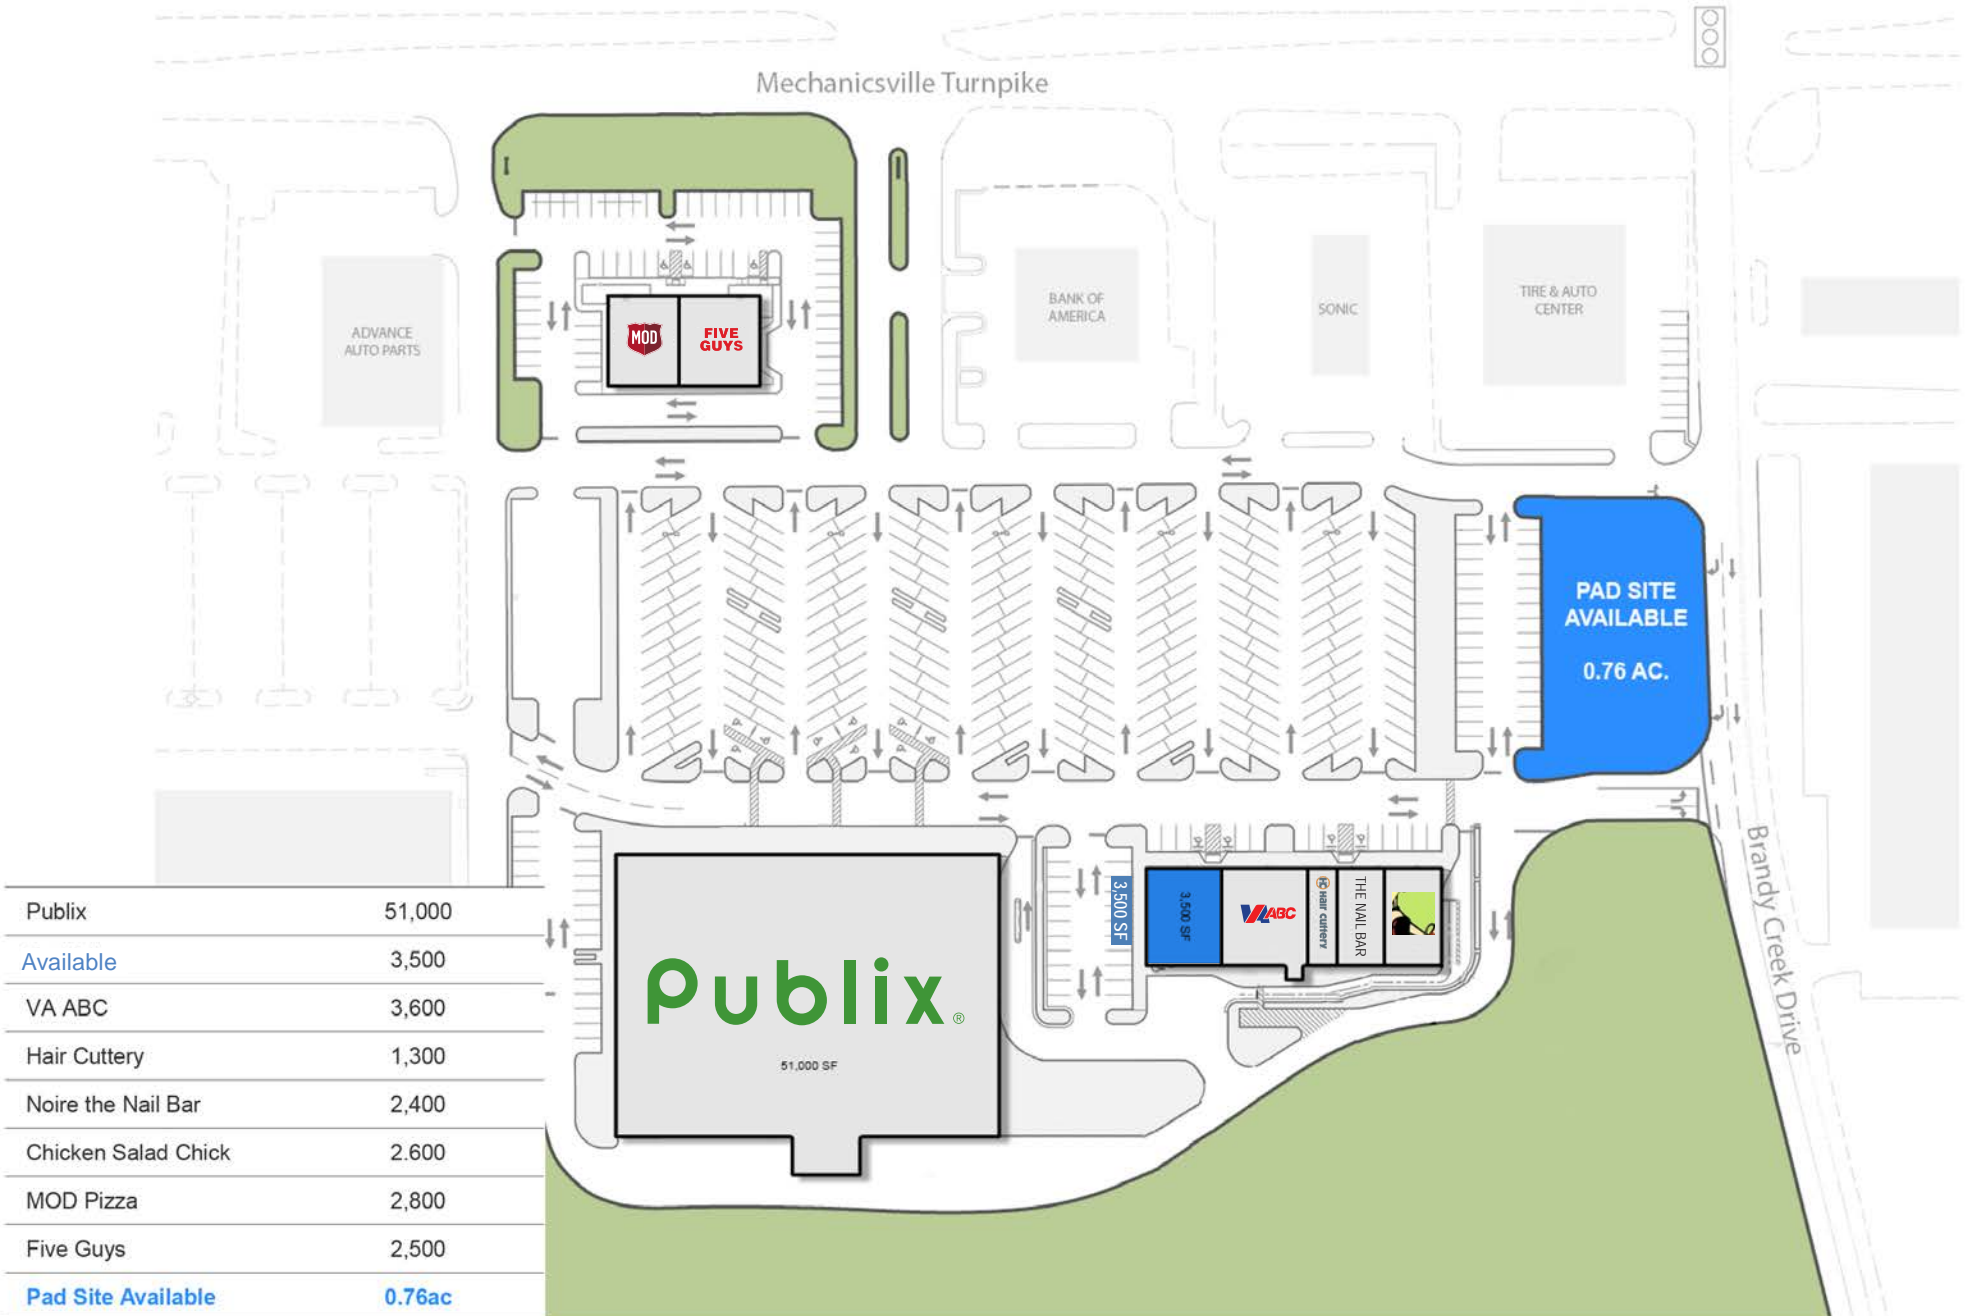 Mechanicsville Turnpike
ADVANCE
AUTO PARTS
MOD
FIVE
GUYS
BANK OF
AMERICA
SONIC
TIRE & AUTO
CENTER
PAD SITE
AVAILABLE
0.76 AC.
Brandy Creek Drive
Publix®
51,000 SF
3,500 SF
3,500 SF
VA ABC
HC Hair Cuttery
THE NAIL BAR
Publix 51,000
Available 3,500
VA ABC 3,600
Hair Cuttery 1,300
Noire the Nail Bar 2,400
Chicken Salad Chick 2.600
MOD Pizza 2,800
Five Guys 2,500
Pad Site Available 0.76ac